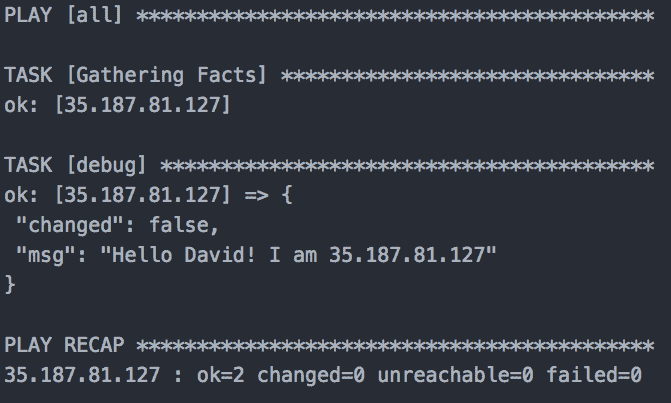 PLAY [all] *******************************************
TASK [Gathering Facts] *******************************
ok: [35.187.81.127]
TASK [debug] *****************************************
ok: [35.187.81.127] => {
"changed": false,
"msg": "Hello David! I am 35.187.81.127"
}
PLAY RECAP *******************************************
35.187.81.127 : ok=2 changed=0 unreachable=0 failed=0